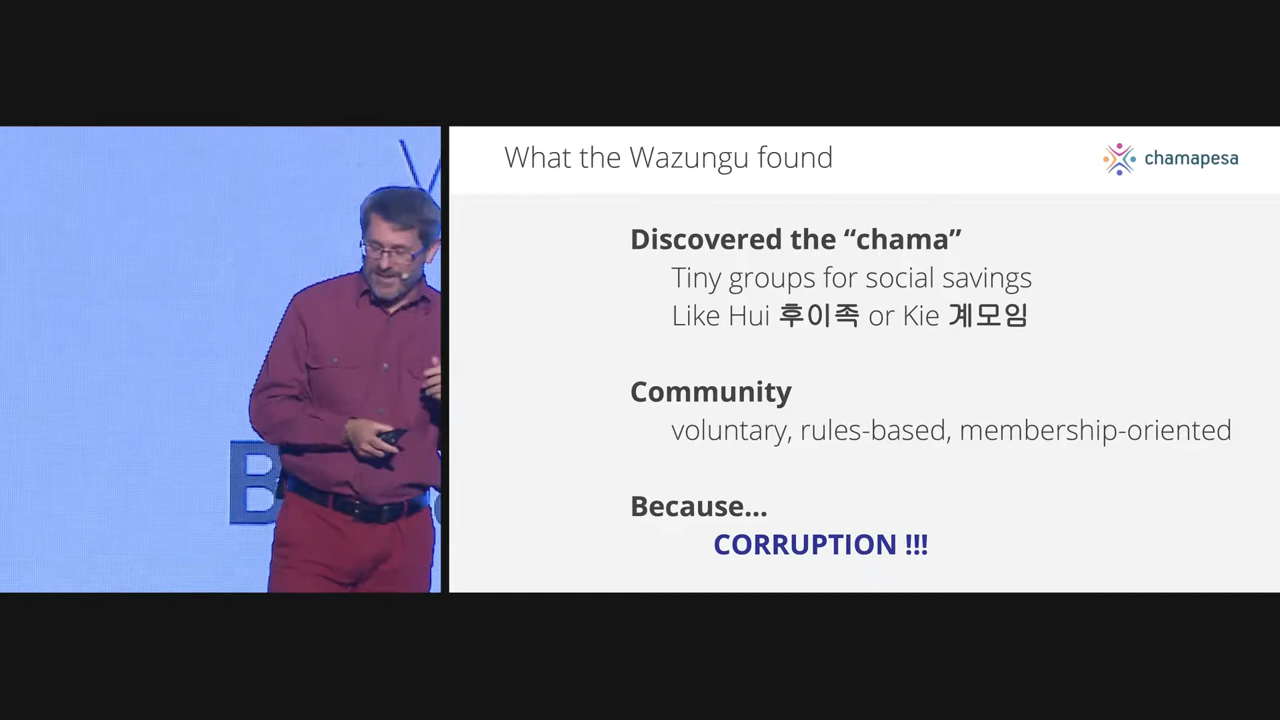 What the Wazungu found
chamapesa
Discovered the “chama”
Tiny groups for social savings
Like Hui 후이족 or Kie 계모임
Community
voluntary, rules-based, membership-oriented
Because...
CORRUPTION !!!